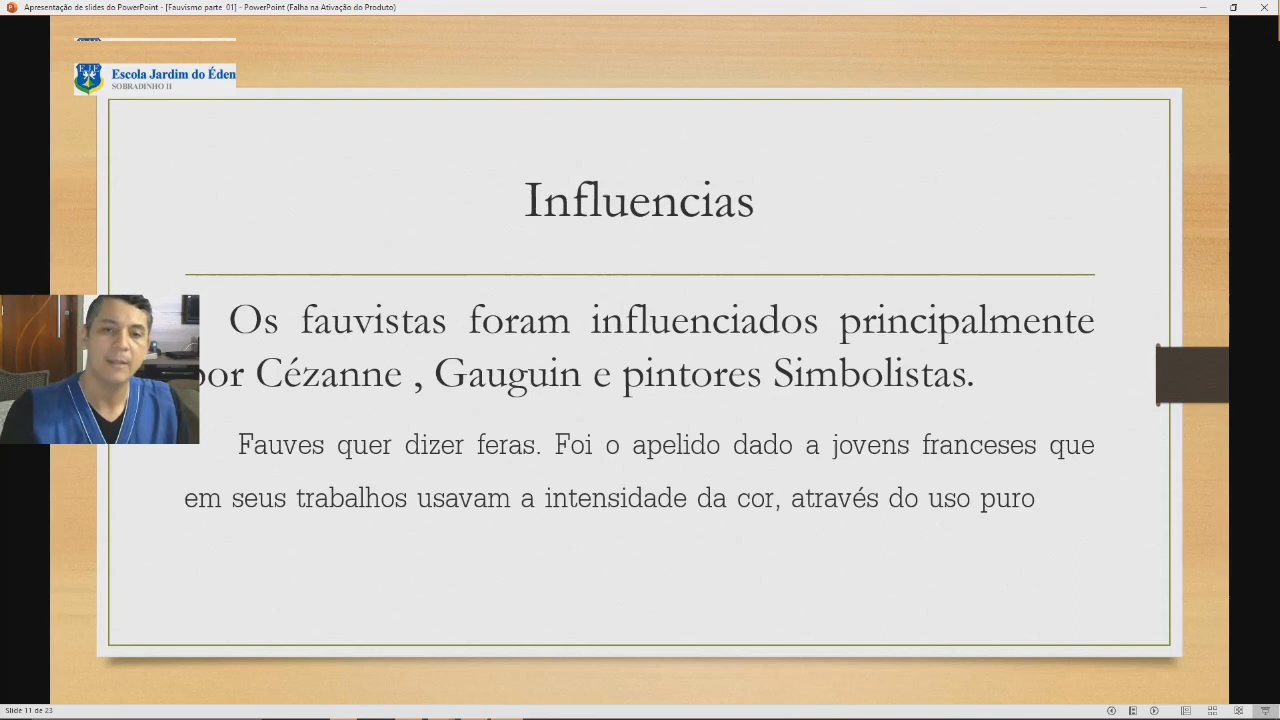 Apresentação de slides do PowerPoint - [Fauvismo parte 01] - PowerPoint (Falha na Ativação do Produto)
E J E
Escola Jardim do Éden
SOBRADINHO II
Influencias
Os fauvistas foram influenciados principalmente
por Cézanne , Gauguin e pintores Simbolistas.
Fauves quer dizer feras. Foi o apelido dado a jovens franceses que
em seus trabalhos usavam a intensidade da cor, através do uso puro
Slide 11 de 23